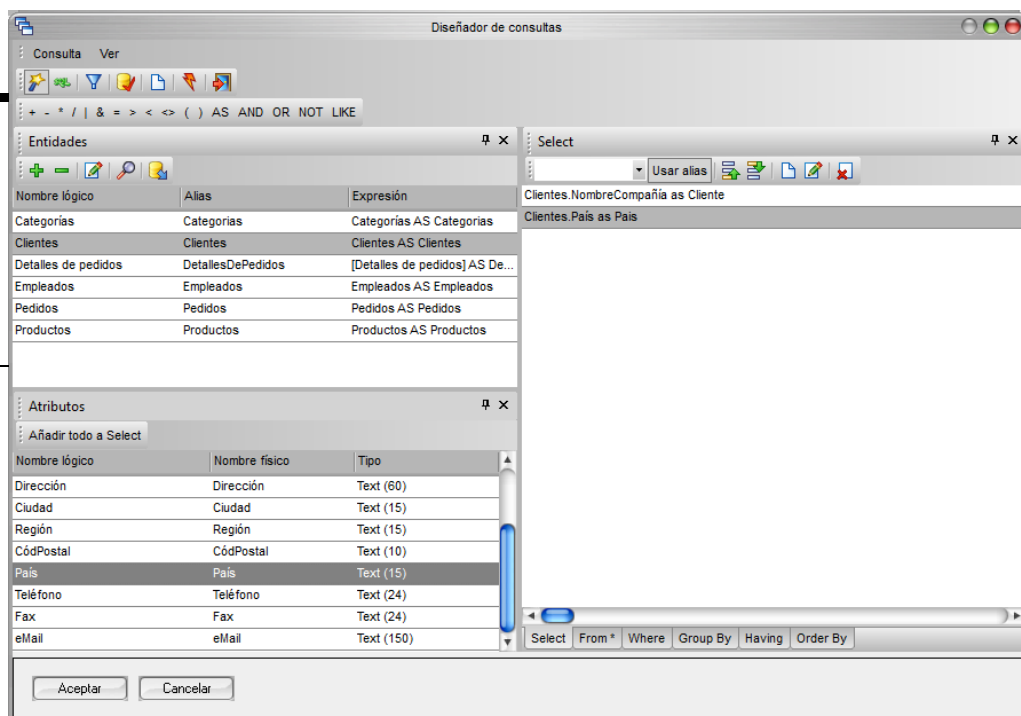 Diseñador de consultas
Consulta Ver
+ - * / | & = > < <> ( ) AS AND OR NOT LIKE
Entidades
Nombre lógico Alias Expresión
Categorías Categorias Categorías AS Categorias
Clientes Clientes Clientes AS Clientes
Detalles de pedidos DetallesDePedidos [Detalles de pedidos] AS De...
Empleados Empleados Empleados AS Empleados
Pedidos Pedidos Pedidos AS Pedidos
Productos Productos Productos AS Productos
Atributos
Añadir todo a Select
Nombre lógico Nombre físico Tipo
Dirección Dirección Text (60)
Ciudad Ciudad Text (15)
Región Región Text (15)
CódPostal CódPostal Text (10)
País País Text (15)
Teléfono Teléfono Text (24)
Fax Fax Text (24)
eMail eMail Text (150)
Select
Usar alias
Clientes.NombreCompañía as Cliente
Clientes.País as Pais
Select From * Where Group By Having Order By
Aceptar Cancelar